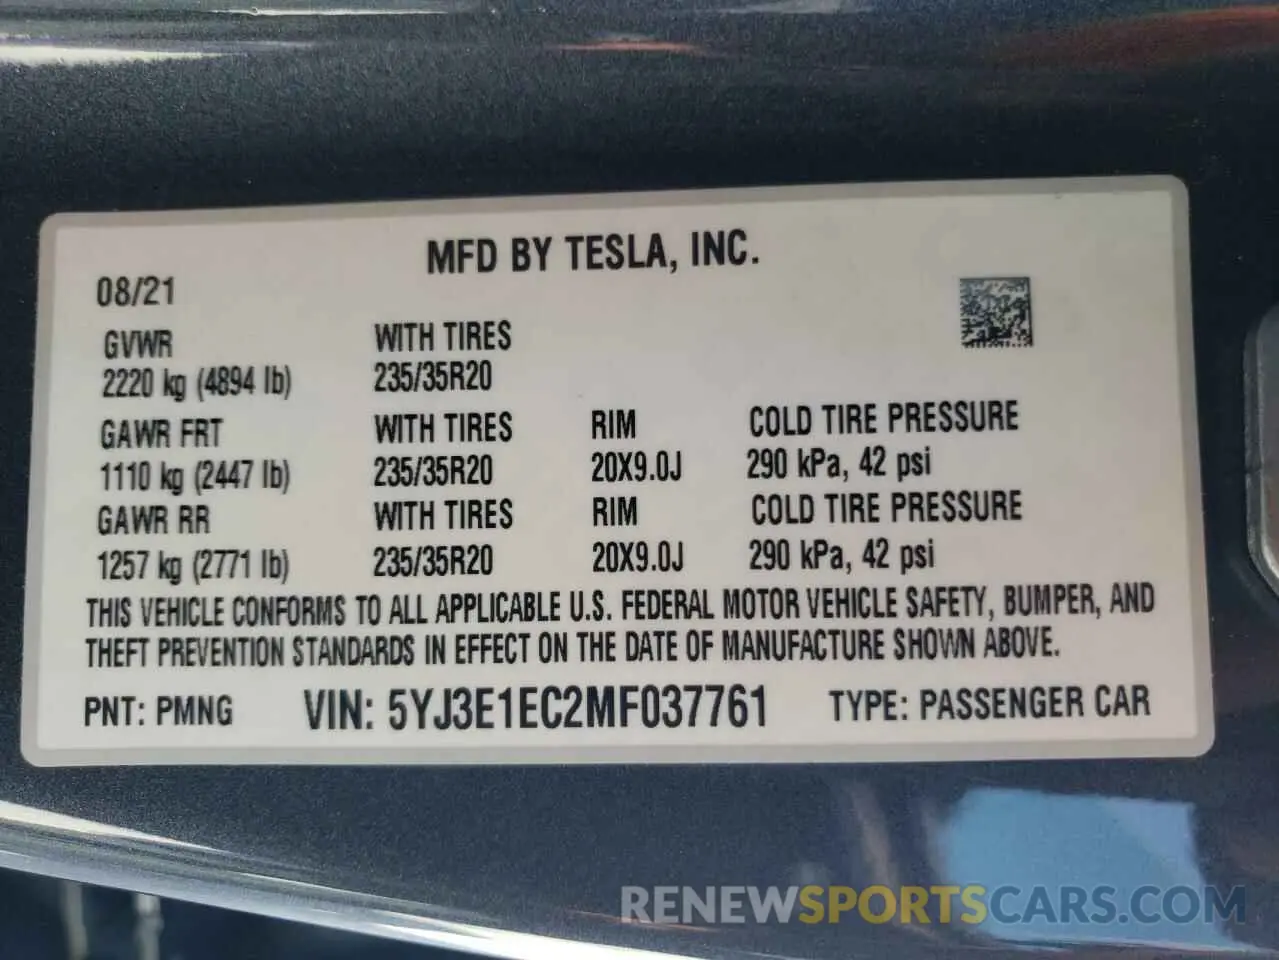 MFD BY TESLA, INC.
08/21
GVWR WITH TIRES
2220 kg (4894 lb) 235/35R20
GAWR FRT WITH TIRES RIM COLD TIRE PRESSURE
1110 kg (2447 lb) 235/35R20 20X9.0J 290 kPa, 42 psi
GAWR RR WITH TIRES RIM COLD TIRE PRESSURE
1257 kg (2771 lb) 235/35R20 20X9.0J 290 kPa, 42 psi
THIS VEHICLE CONFORMS TO ALL APPLICABLE U.S. FEDERAL MOTOR VEHICLE SAFETY, BUMPER, AND
THEFT PREVENTION STANDARDS IN EFFECT ON THE DATE OF MANUFACTURE SHOWN ABOVE.
PNT: PMNG VIN: 5YJ3E1EC2MF037761 TYPE: PASSENGER CAR
RENEWSPORTSCARS.COM